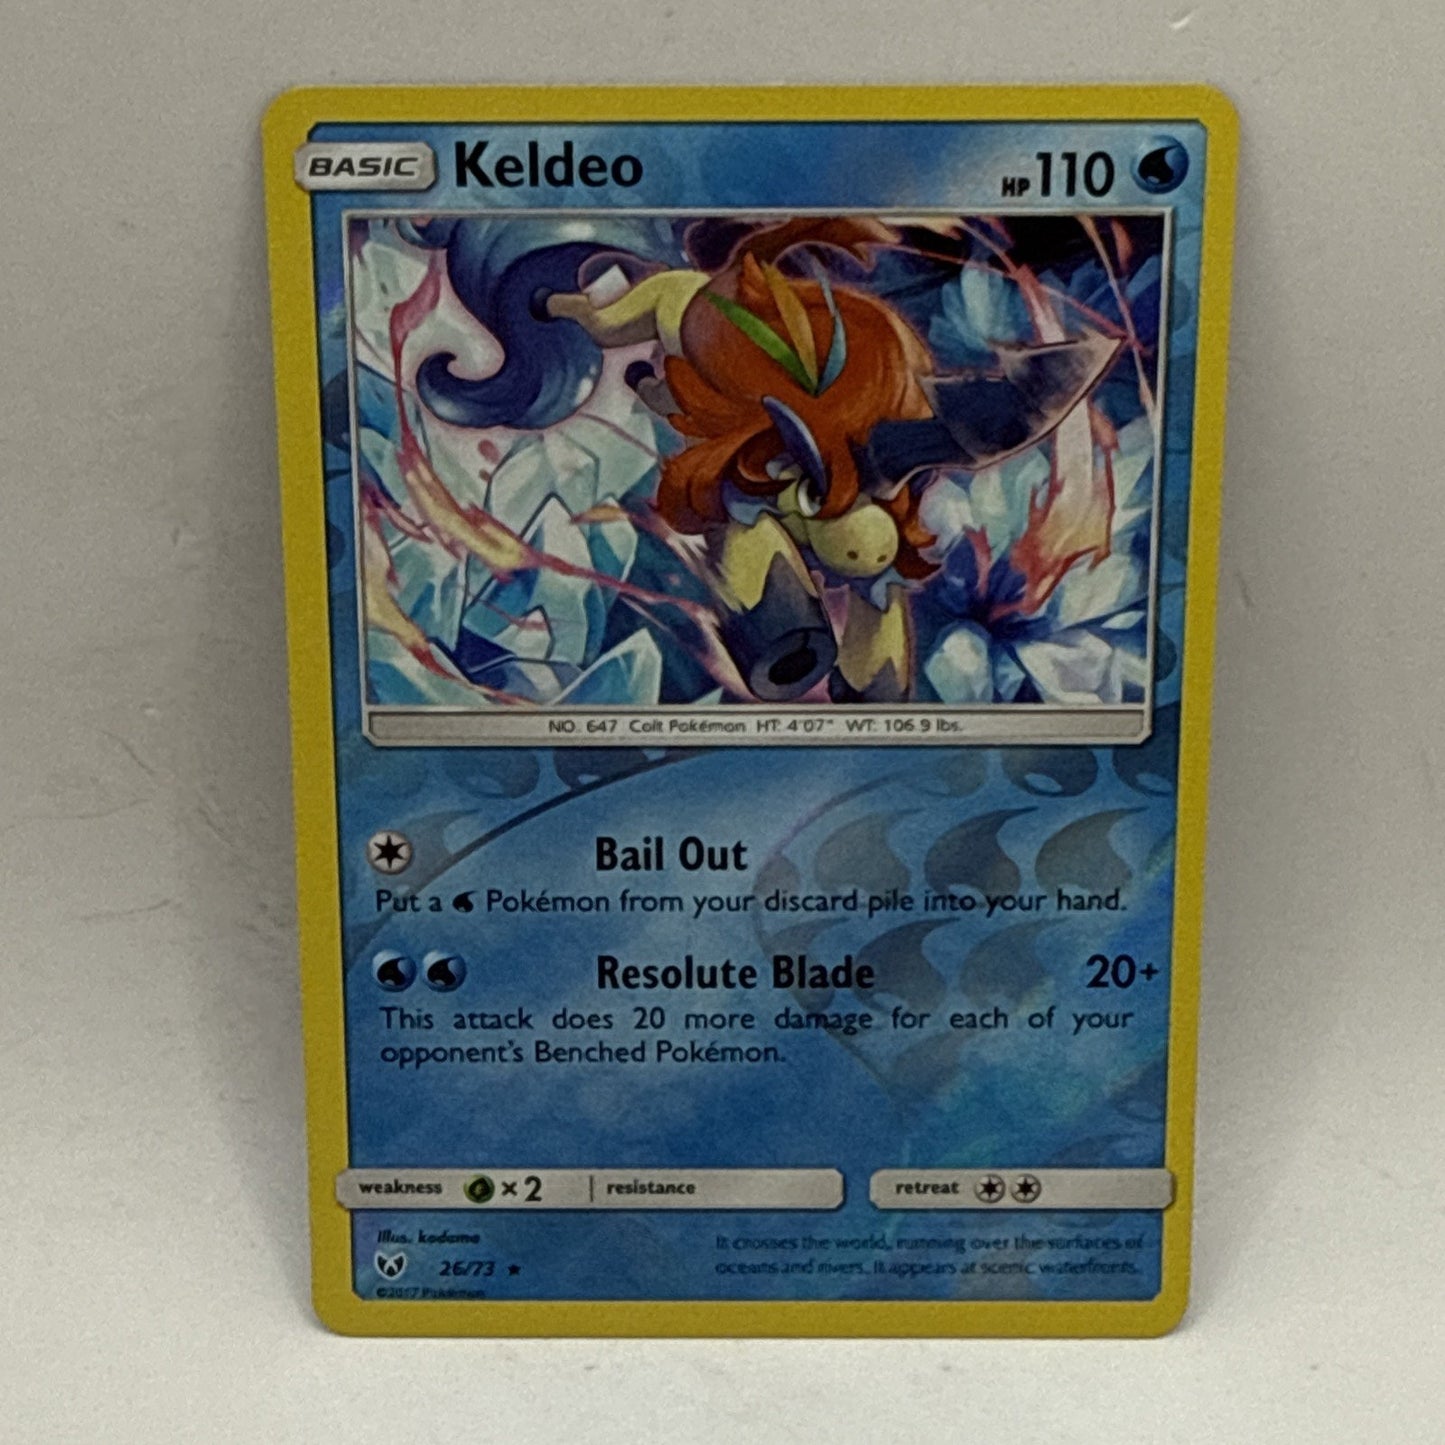 BASIC Keldeo HP 110
NO. 647 Colt Pokémon HT: 4'07" WT: 106.9 lbs.
Bail Out
Put a Pokémon from your discard pile into your hand.
Resolute Blade 20+
This attack does 20 more damage for each of your
opponent's Benched Pokémon.
weakness ×2 resistance retreat
Illus. kodama
It crosses the world, running over the surfaces of
oceans and rivers. It appears at scenic waterfronts.
26/73
©2017 Pokémon